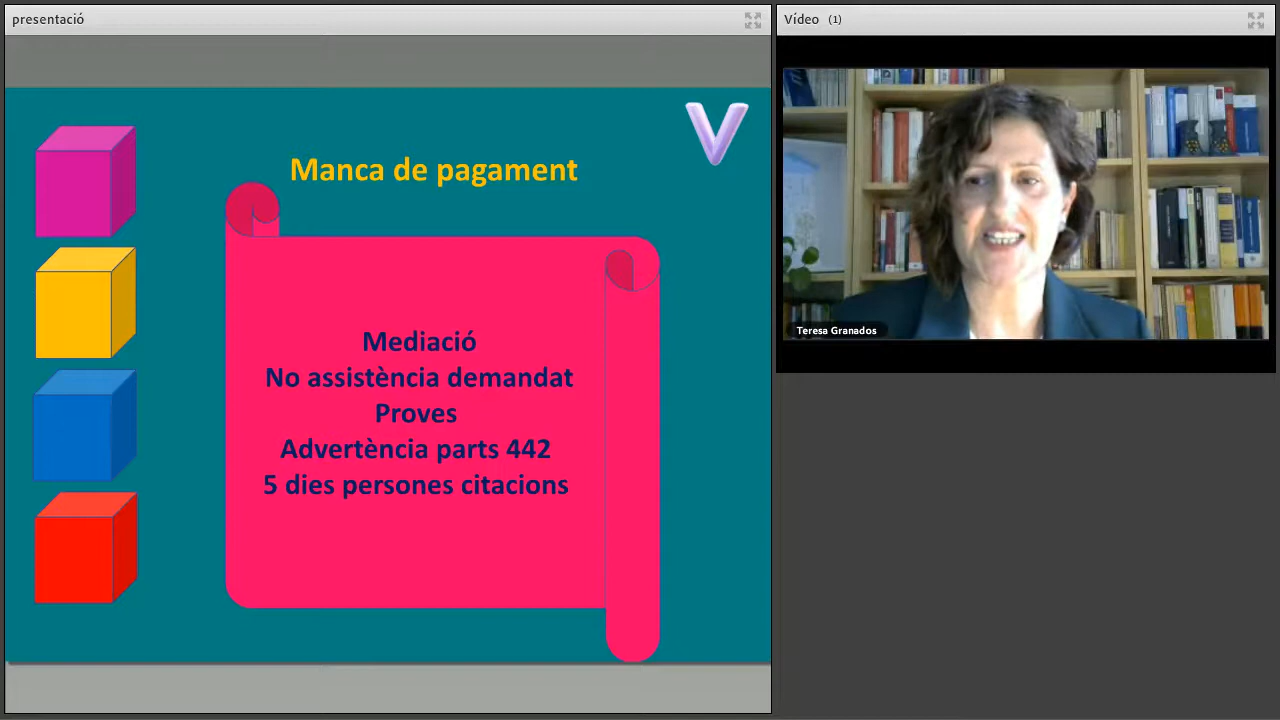 presentació
Vídeo (1)
V
Manca de pagament
Mediació
No assistència demandat
Proves
Advertència parts 442
5 dies persones citacions
Teresa Granados